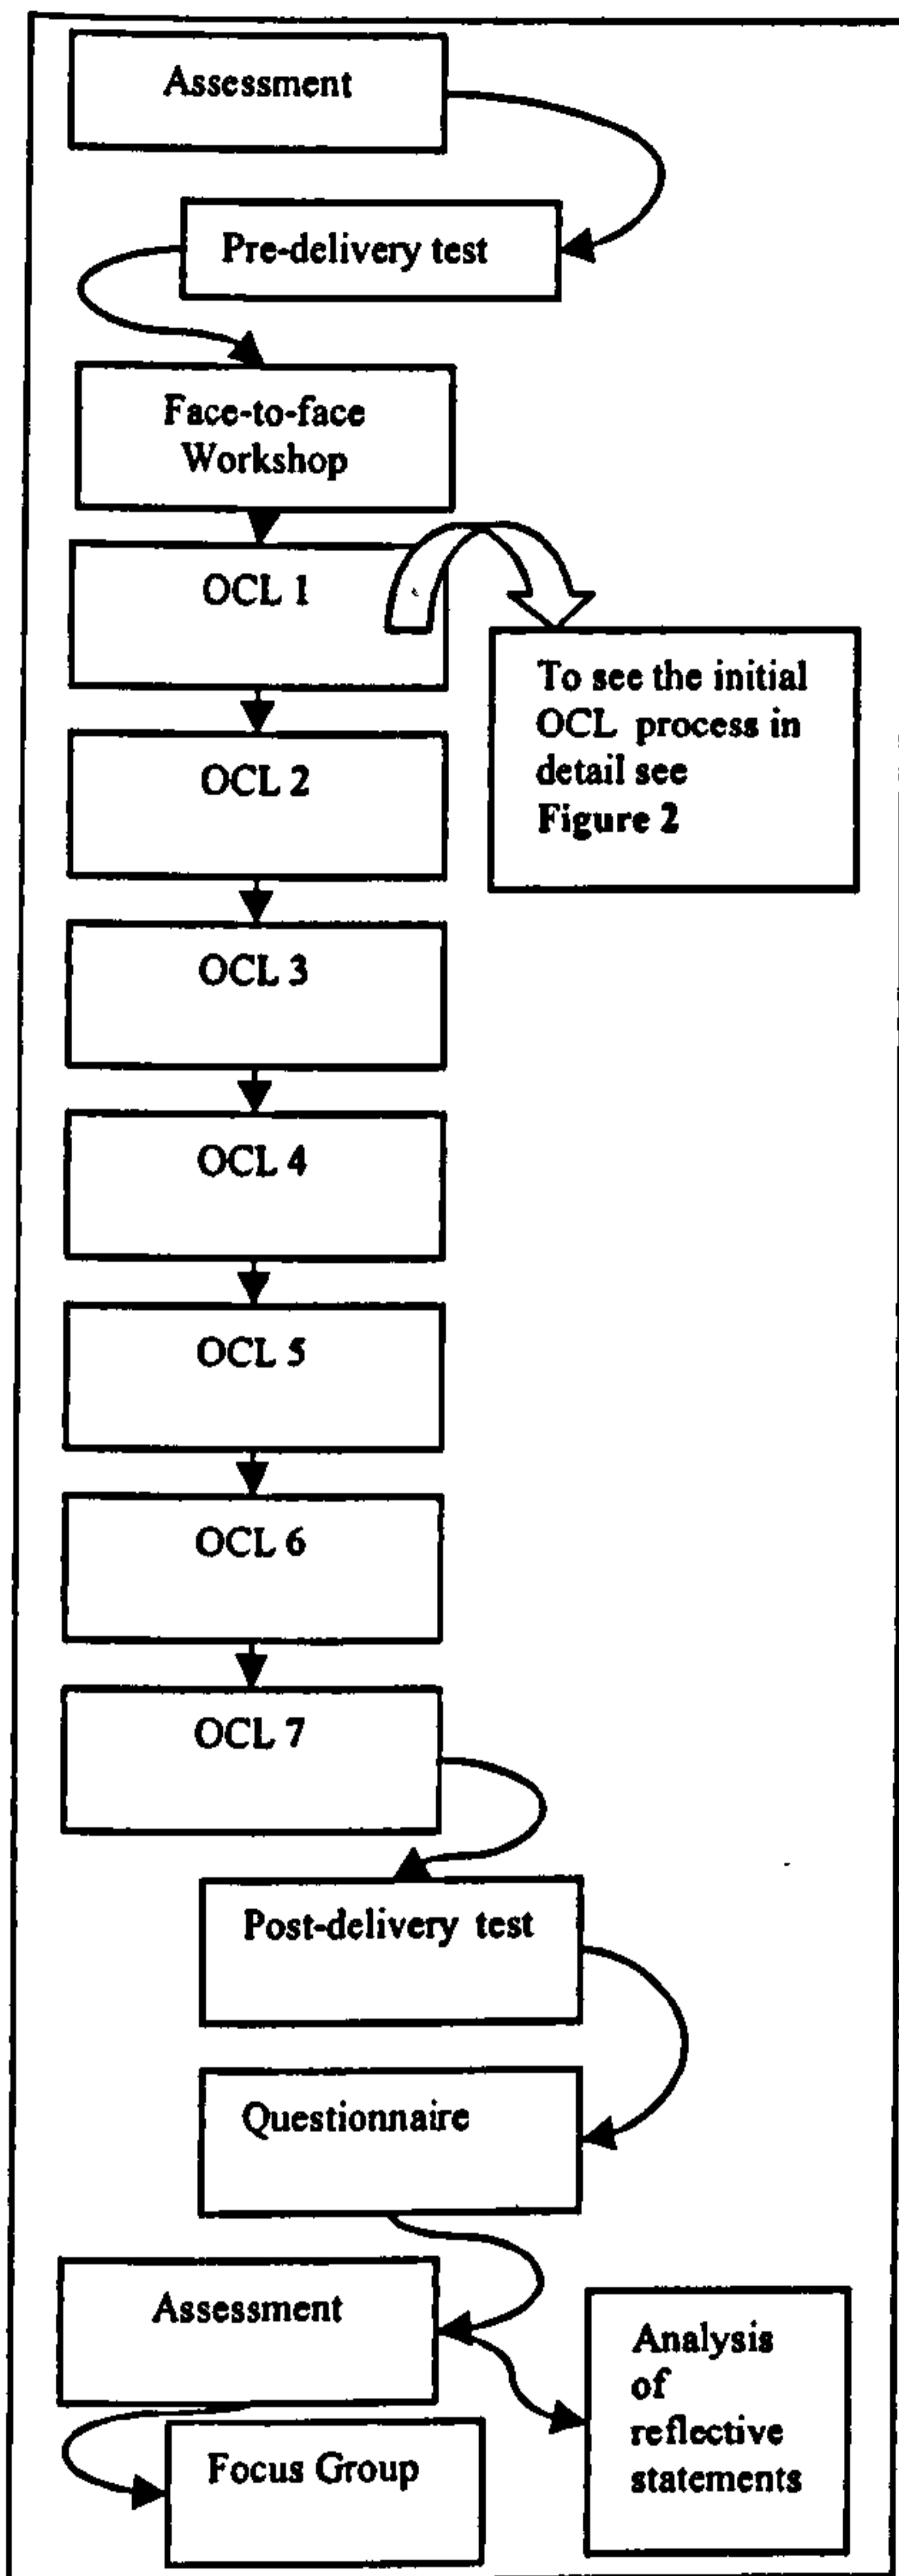 Assessment
Pre-delivery test
Face-to-face
Workshop
OCL 1
To see the initial
OCL process in
detail see
Figure 2
OCL 2
OCL 3
OCL 4
OCL 5
OCL 6
OCL 7
Post-delivery test
Questionnaire
Assessment
Analysis
of
reflective
statements
Focus Group